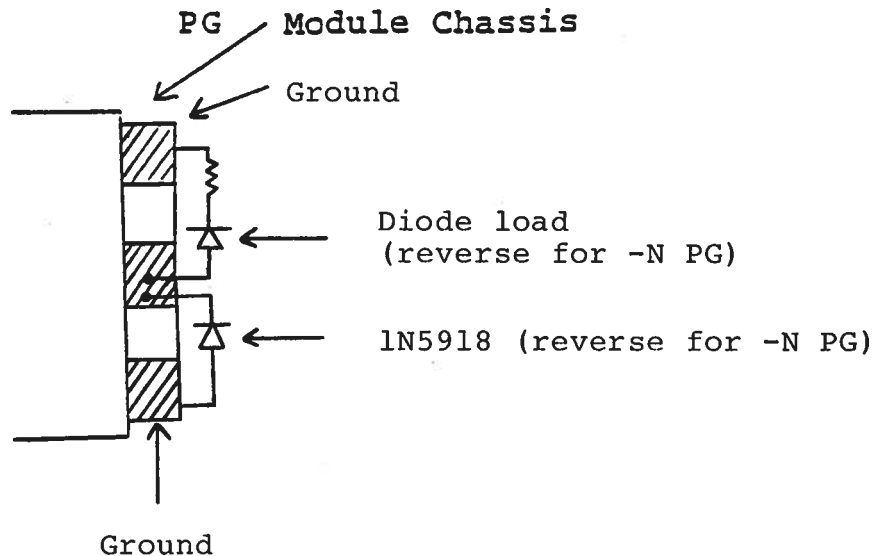 PG Module Chassis
Ground
Diode load
(reverse for -N PG)
1N5918 (reverse for -N PG)
Ground